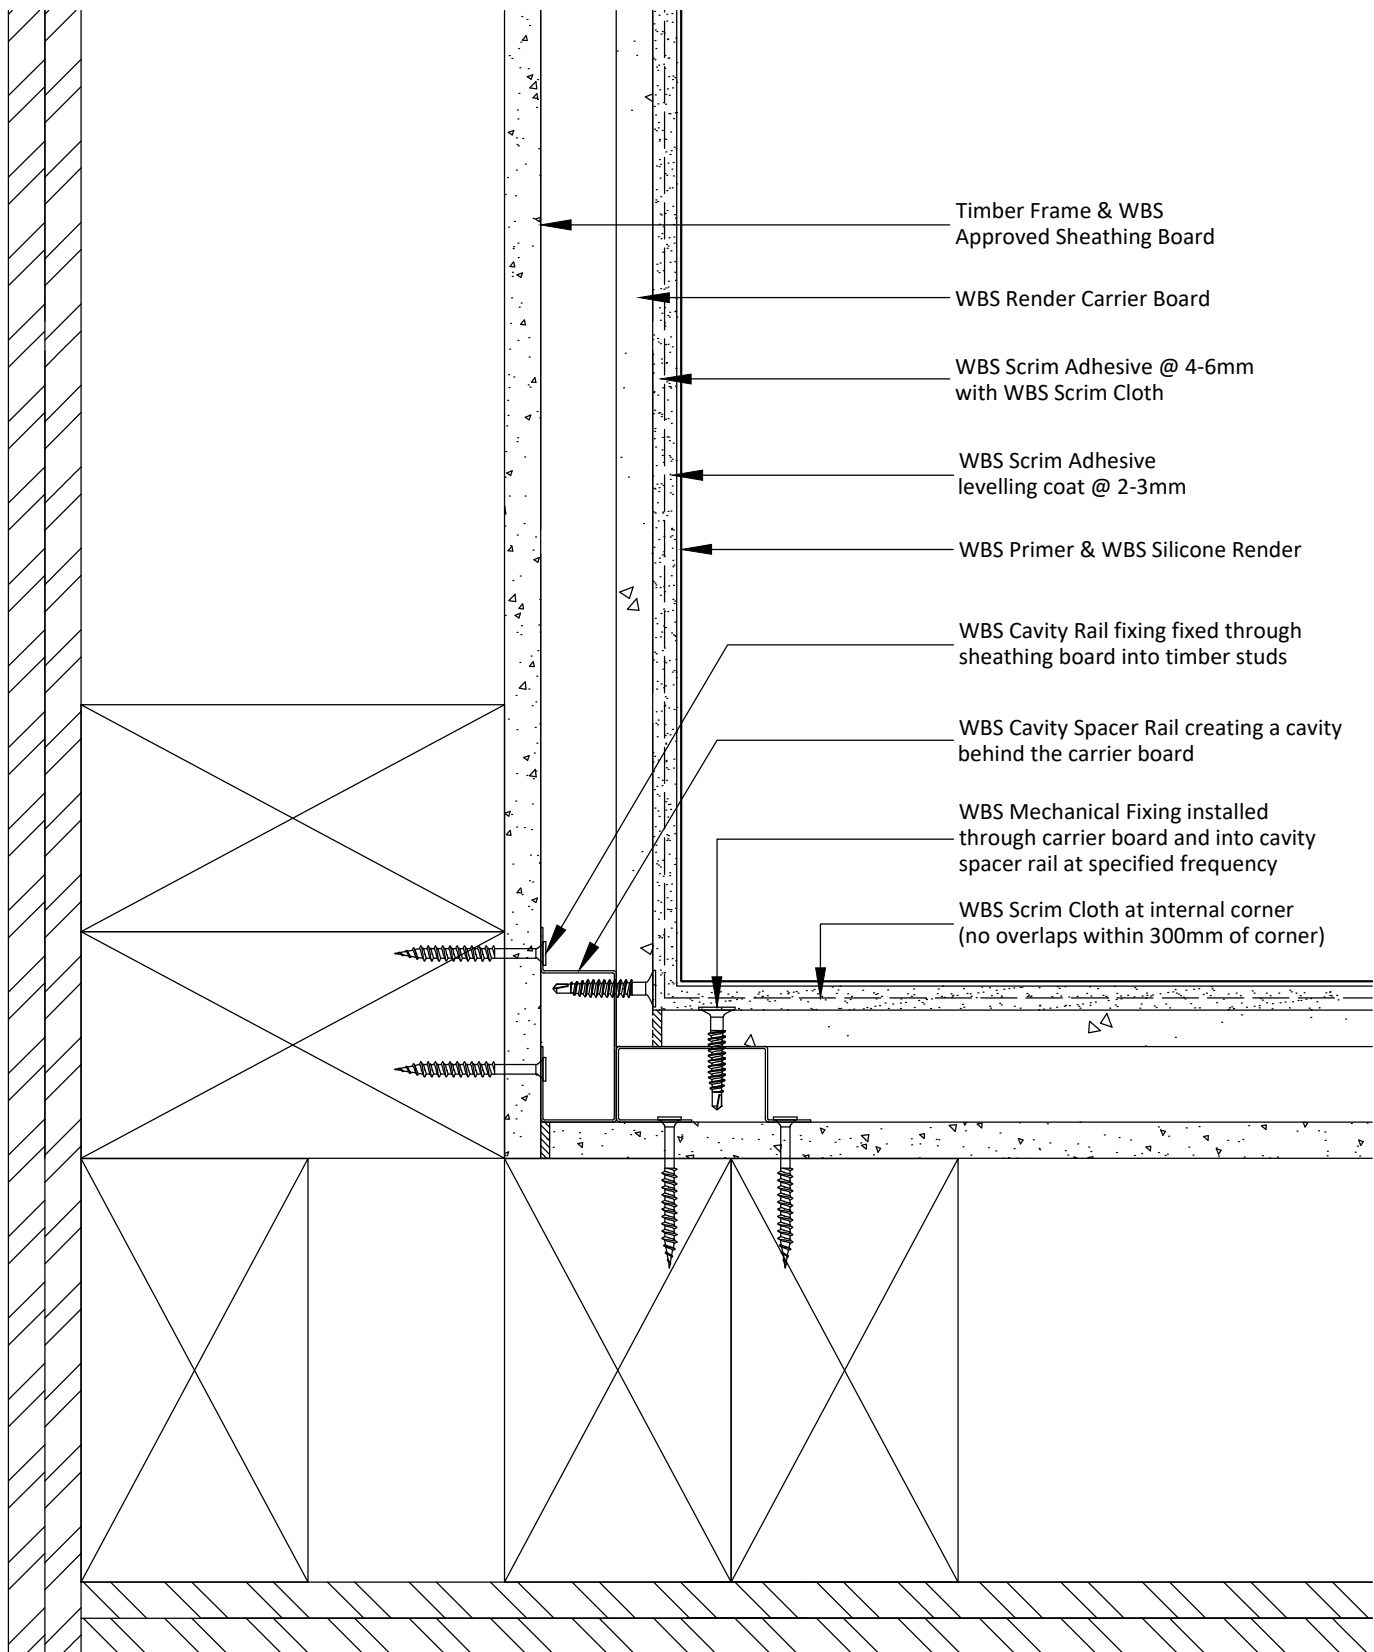 Timber Frame & WBS
Approved Sheathing Board
WBS Render Carrier Board
WBS Scrim Adhesive @ 4-6mm
with WBS Scrim Cloth
WBS Scrim Adhesive
levelling coat @ 2-3mm
WBS Primer & WBS Silicone Render
WBS Cavity Rail fixing fixed through
sheathing board into timber studs
WBS Cavity Spacer Rail creating a cavity
behind the carrier board
WBS Mechanical Fixing installed
through carrier board and into cavity
spacer rail at specified frequency
WBS Scrim Cloth at internal corner
(no overlaps within 300mm of corner)